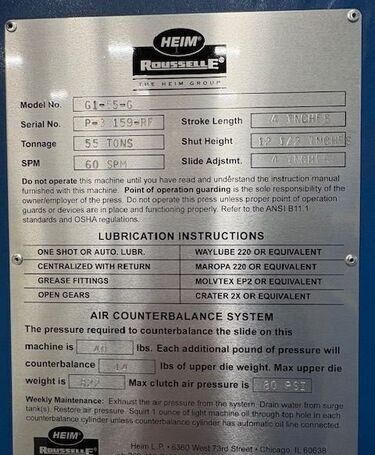 HEIM®
ROUSSELLE®
THE HEIM GROUP
Model No. G1-55-G
Serial No. P- 159-RF
Tonnage 55 TONS
SPM 60 SPM
Stroke Length 4 INCHES
Shut Height 12 1/2 INCHES
Slide Adjstmt. 4 INCHES
Do not operate this machine until you have read and understand the instruction manual
furnished with this machine. Point of operation guarding is the sole responsibility of the
owner/employer of the press. Do not operate this press unless proper point of operation
guards or devices are in place and functioning properly. Refer to the ANSI B11.1
standards and OSHA regulations.
LUBRICATION INSTRUCTIONS
ONE SHOT OR AUTO. LUBR. WAYLUBE 220 OR EQUIVALENT
CENTRALIZED WITH RETURN MAROPA 220 OR EQUIVALENT
GREASE FITTINGS MOLVTEX EP2 OR EQUIVALENT
OPEN GEARS CRATER 2X OR EQUIVALENT
AIR COUNTERBALANCE SYSTEM
The pressure required to counterbalance the slide on this
machine is 40 lbs. Each additional pound of pressure will
counterbalance 14 lbs of upper die weight. Max upper die
weight is Max clutch air pressure is 80 PSI
Weekly Maintenance: Exhaust the air pressure from the system. Drain water from surge
tank(s). Restore air pressure. Squirt 1 ounce of light machine oil through top hole in each
counterbalance cylinder unless counterbalance cylinder has automatic oil line connected.
HEIM
ROUSSELLE
Heim L.P. • 6360 West 73rd Street • Chicago, IL 60638